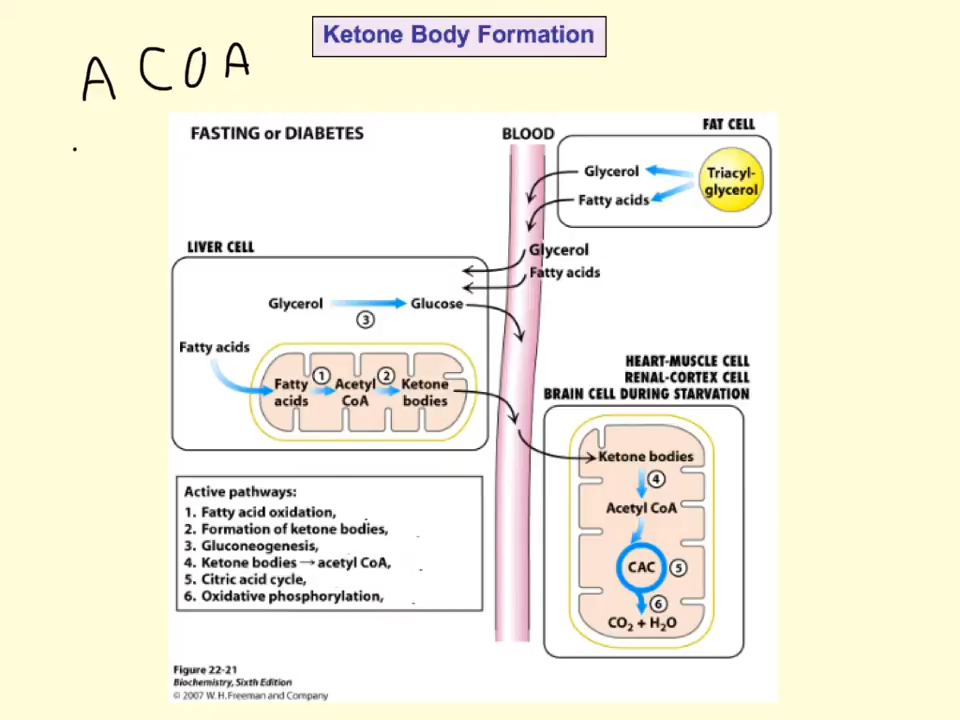 Ketone Body Formation
A COA
FASTING or DIABETES
BLOOD
FAT CELL
Glycerol
Fatty acids
Triacyl-
glycerol
Glycerol
Fatty acids
LIVER CELL
Glycerol
Glucose
3
Fatty acids
Fatty
acids
1
Acetyl
CoA
2
Ketone
bodies
HEART-MUSCLE CELL
RENAL-CORTEX CELL
BRAIN CELL DURING STARVATION
Ketone bodies
4
Acetyl CoA
CAC
5
6
CO₂ + H₂O
Active pathways:
1. Fatty acid oxidation,
2. Formation of ketone bodies,
3. Gluconeogenesis,
4. Ketone bodies → acetyl CoA,
5. Citric acid cycle,
6. Oxidative phosphorylation,
Figure 22-21
Biochemistry, Sixth Edition
© 2007 W. H. Freeman and Company